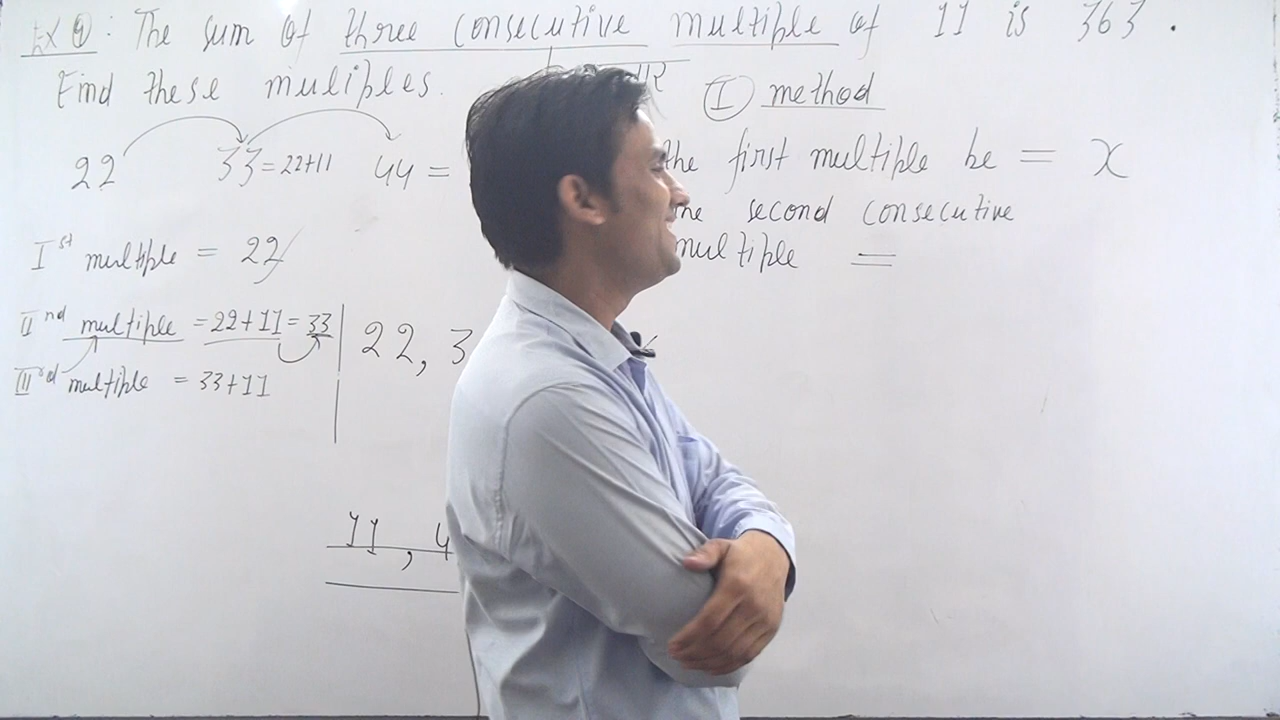 Ex 9 : The sum of three consecutive multiple of 11 is 363 .
Find these multiples.
I method
22 33 = 22+11 44 =
the first multiple be = x
second consecutive
multiple =
Ist multiple = 22
IInd multiple = 22+11 = 33
IIIrd multiple = 33+11
22, 3
11, 4